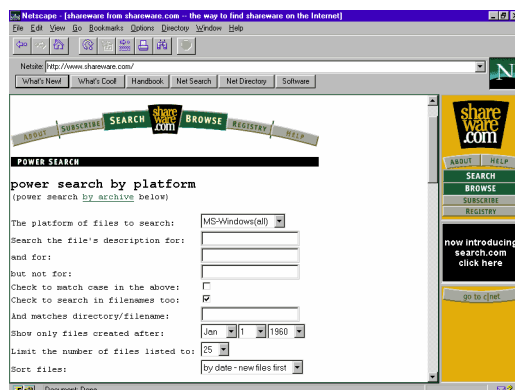 Netscape - [shareware from shareware.com -- the way to find shareware on the Internet]
File Edit View Go Bookmarks Options Directory Window Help
Netsite: http://www.shareware.com/
What's New! What's Cool! Handbook Net Search Net Directory Software
ABOUT SUBSCRIBE SEARCH share ware .com BROWSE REGISTRY HELP
POWER SEARCH
power search by platform
(power search by archive below)
The platform of files to search: MS-Windows(all)
Search the file's description for:
and for:
but not for:
Check to match case in the above:
Check to search in filenames too:
And matches directory/filename:
Show only files created after: Jan 1 1960
Limit the number of files listed to: 25
Sort files: by date - new files first
share
ware
.com
ABOUT HELP
SEARCH
BROWSE
SUBSCRIBE
REGISTRY
now introducing
search.com
click here
go to c|net
Document: Done
N